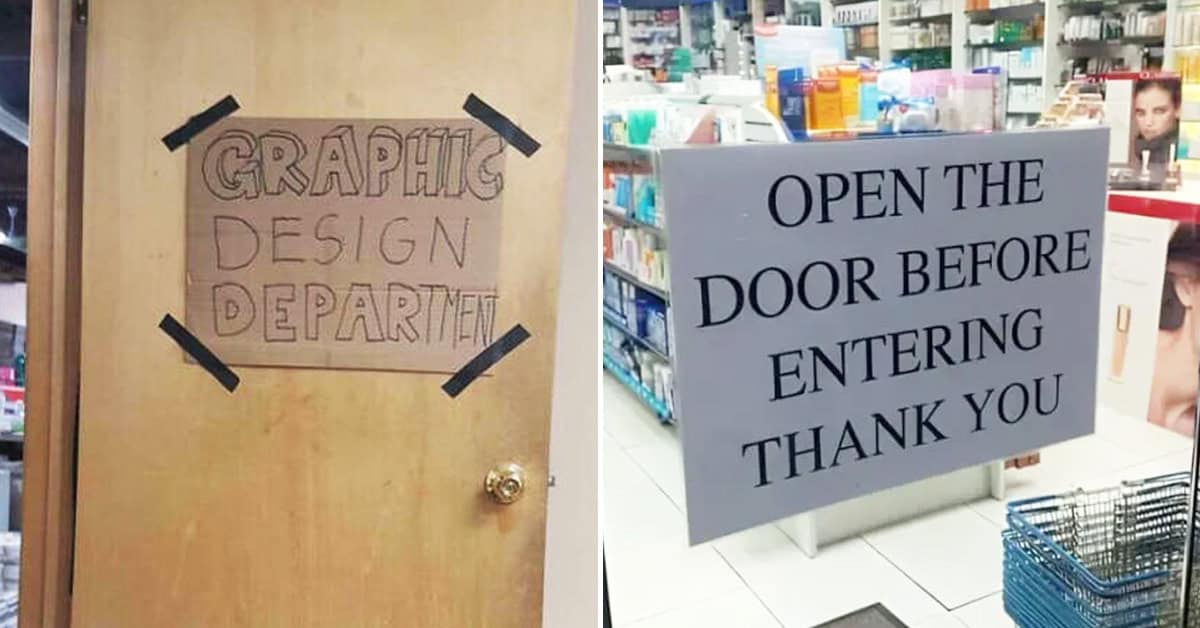 GRAPHIC
DESIGN
DEPARTMENT
OPEN THE
DOOR BEFORE
ENTERING
THANK YOU